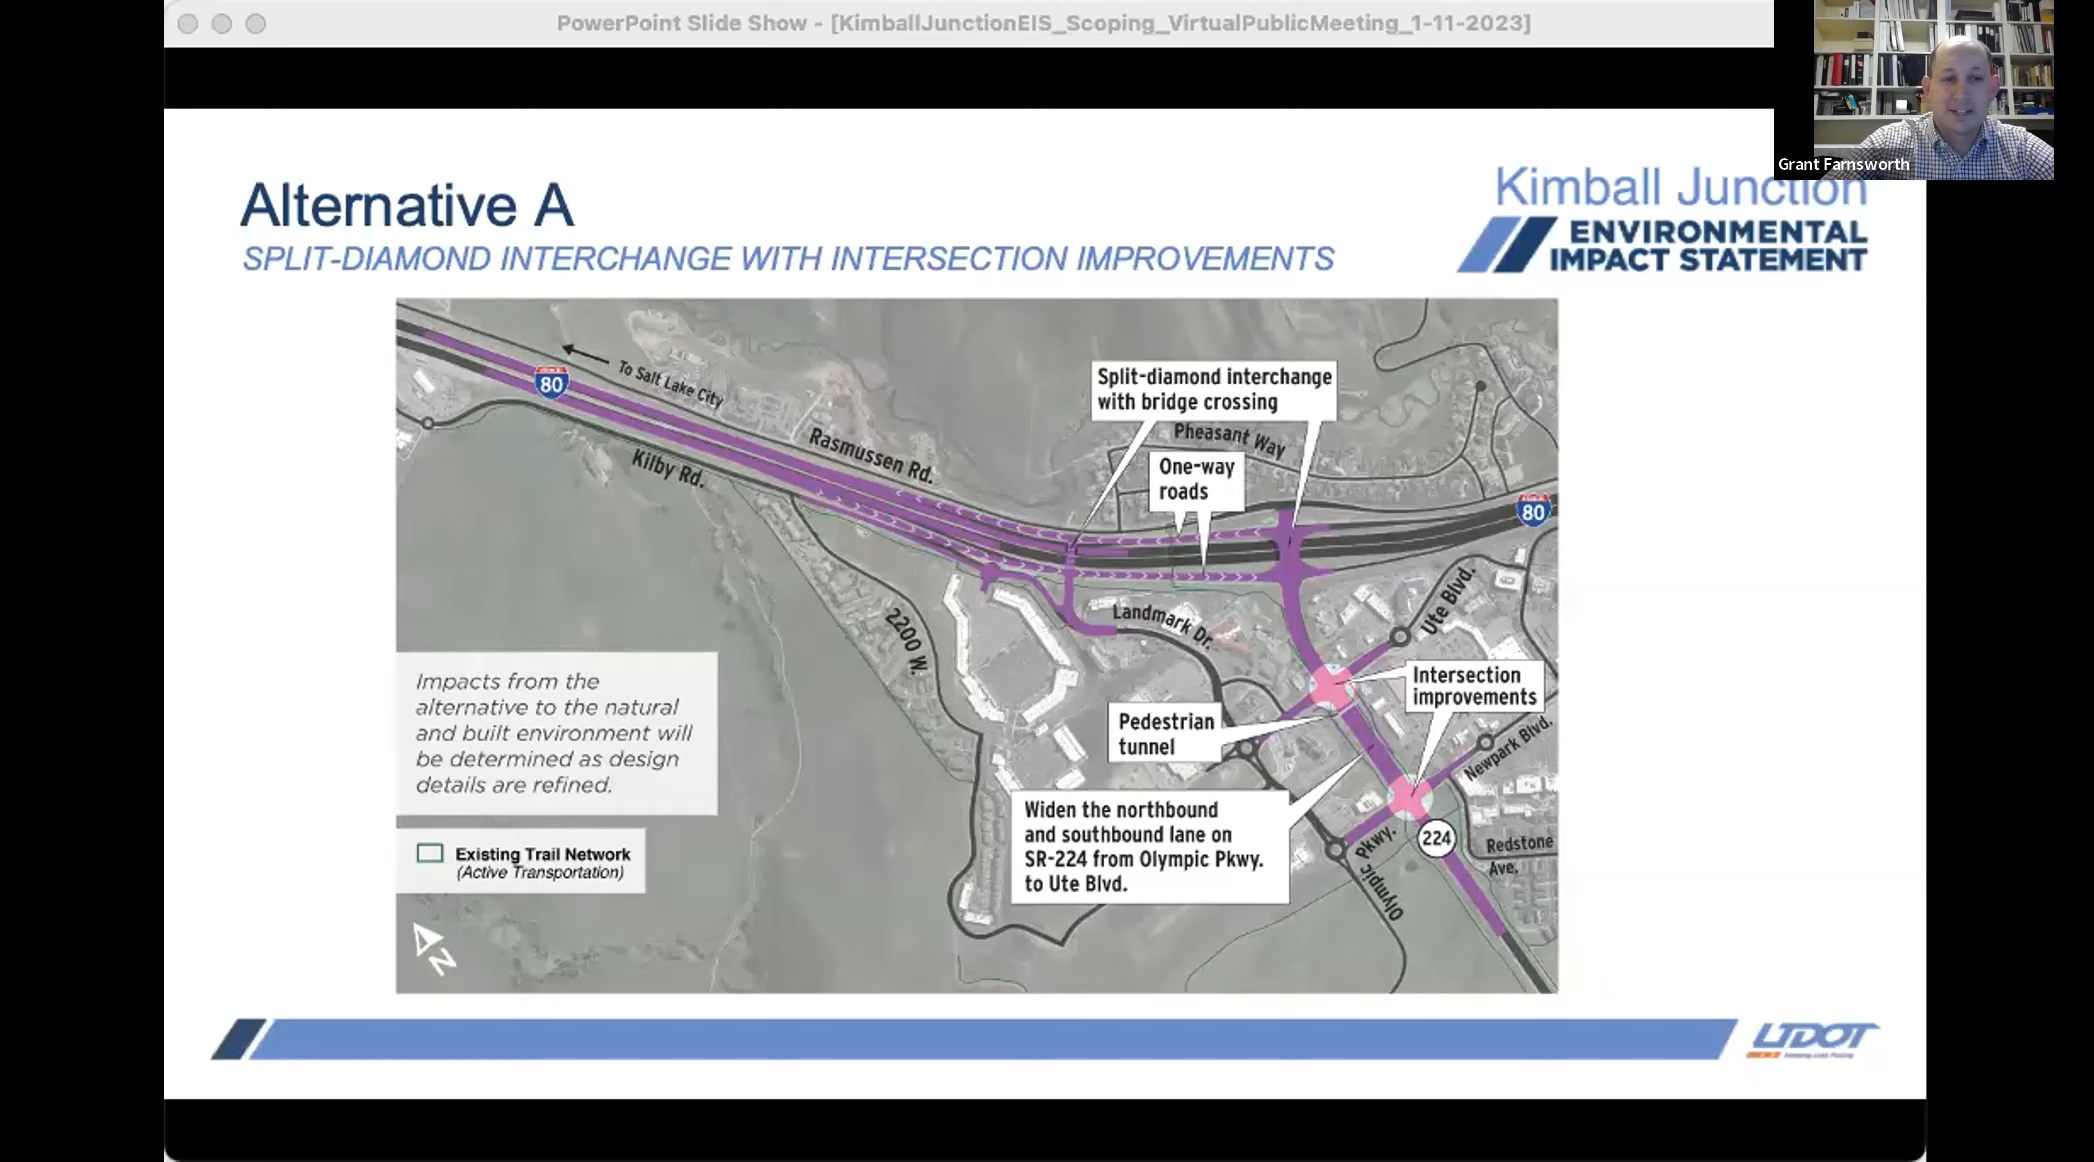 PowerPoint Slide Show - [KimballJunctionEIS_Scoping_VirtualPublicMeeting_1-11-2023]
Grant Farnsworth
Alternative A
SPLIT-DIAMOND INTERCHANGE WITH INTERSECTION IMPROVEMENTS
Kimball Junction
ENVIRONMENTAL
IMPACT STATEMENT
80
To Salt Lake City
Rasmussen Rd.
Kilby Rd.
Split-diamond interchange
with bridge crossing
Pheasant Way
One-way
roads
80
2200 W.
Landmark Dr.
Ute Blvd.
Intersection
improvements
Pedestrian
tunnel
Newpark Blvd.
Widen the northbound
and southbound lane on
SR-224 from Olympic Pkwy.
to Ute Blvd.
Olympic Pkwy.
224
Redstone
Ave.
Impacts from the
alternative to the natural
and built environment will
be determined as design
details are refined.
Existing Trail Network
(Active Transportation)
N
UDOT